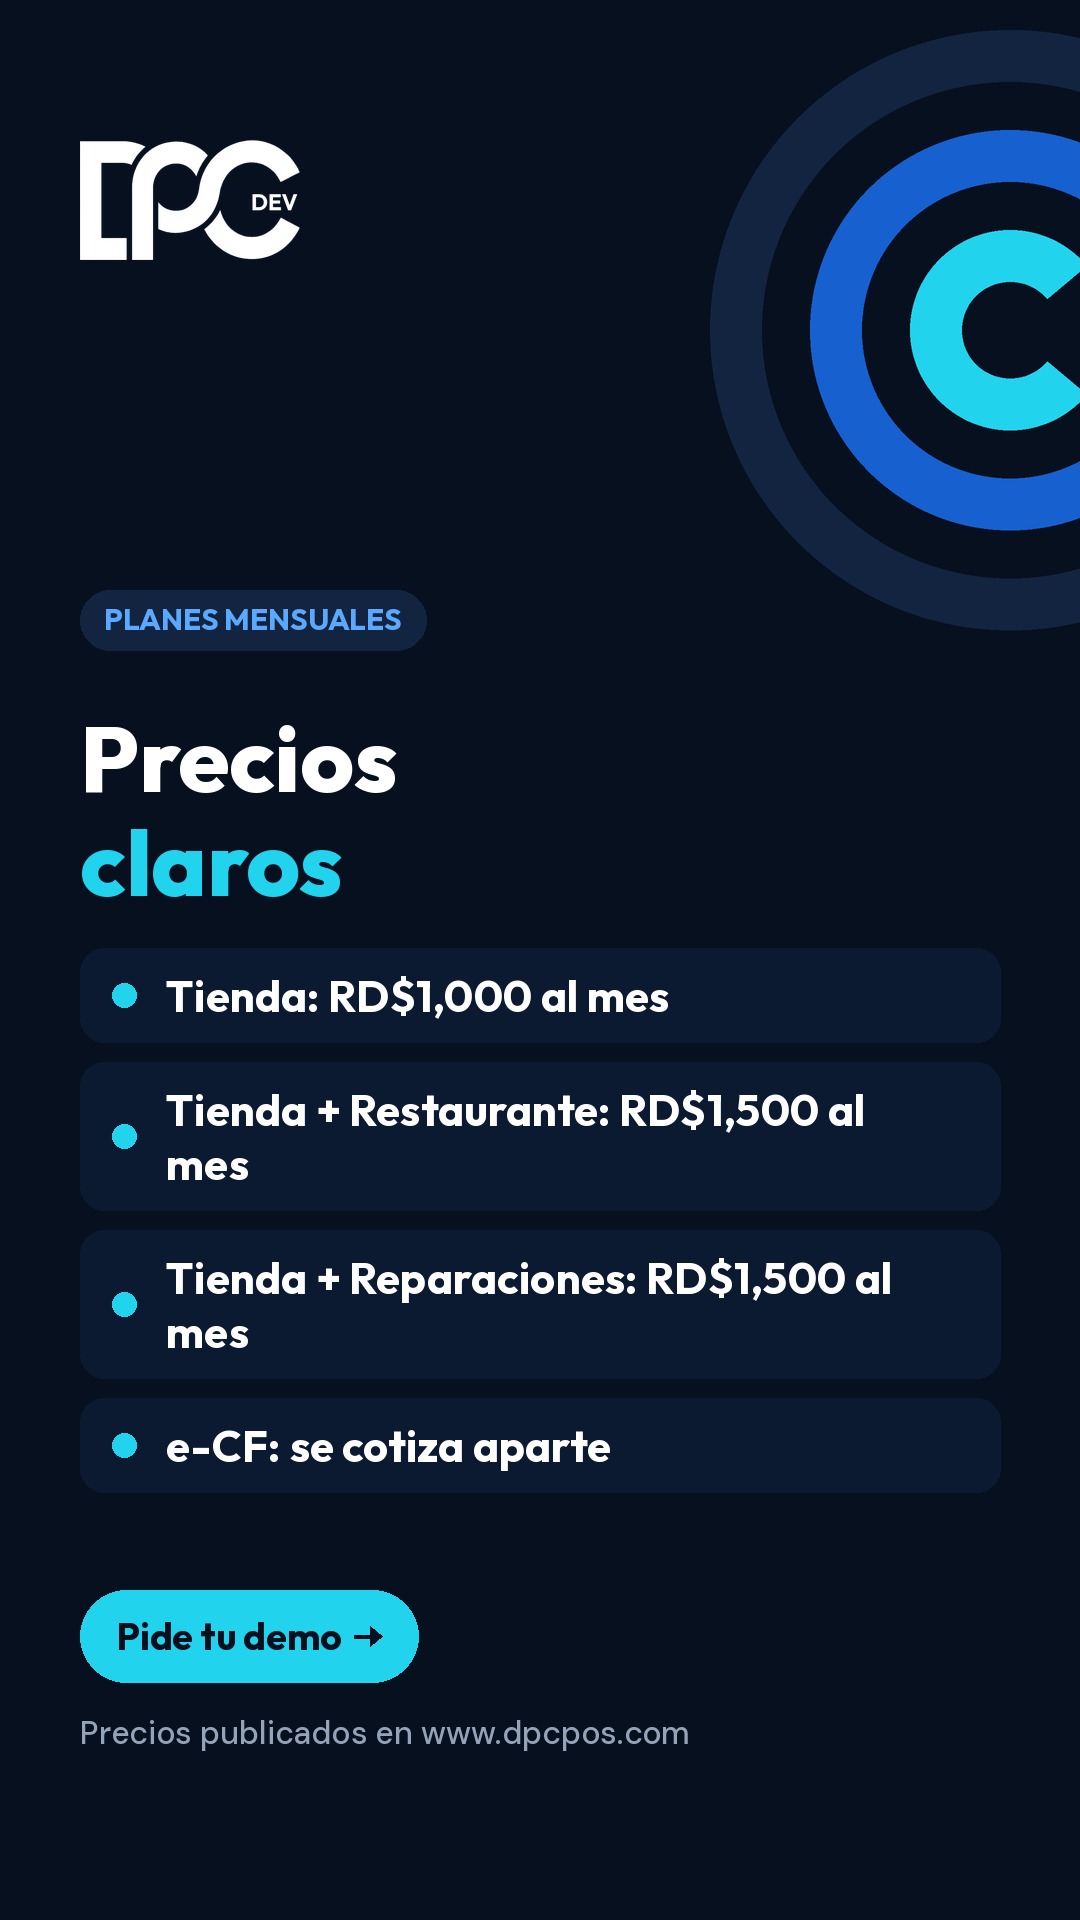 DPC
DEV
PLANES MENSUALES
Precios
claros
Tienda: RD$1,000 al mes
Tienda + Restaurante: RD$1,500 al
mes
Tienda + Reparaciones: RD$1,500 al
mes
e-CF: se cotiza aparte
Pide tu demo →
Precios publicados en www.dpcpos.com